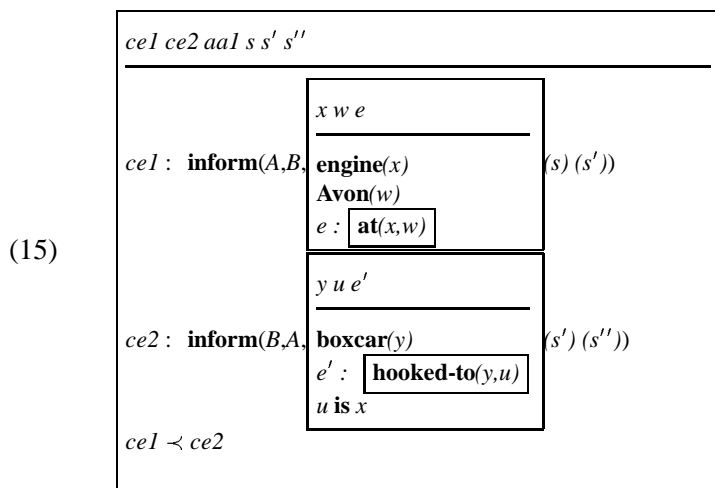 ce1 ce2 aa1 s s′ s′′
x w e
ce1 : inform(A,B, engine(x) (s) (s′))
Avon(w)
e : at(x,w)
(15)
y u e′
ce2 : inform(B,A, boxcar(y) (s′) (s′′))
e′ : hooked-to(y,u)
u is x
ce1 ≺ ce2